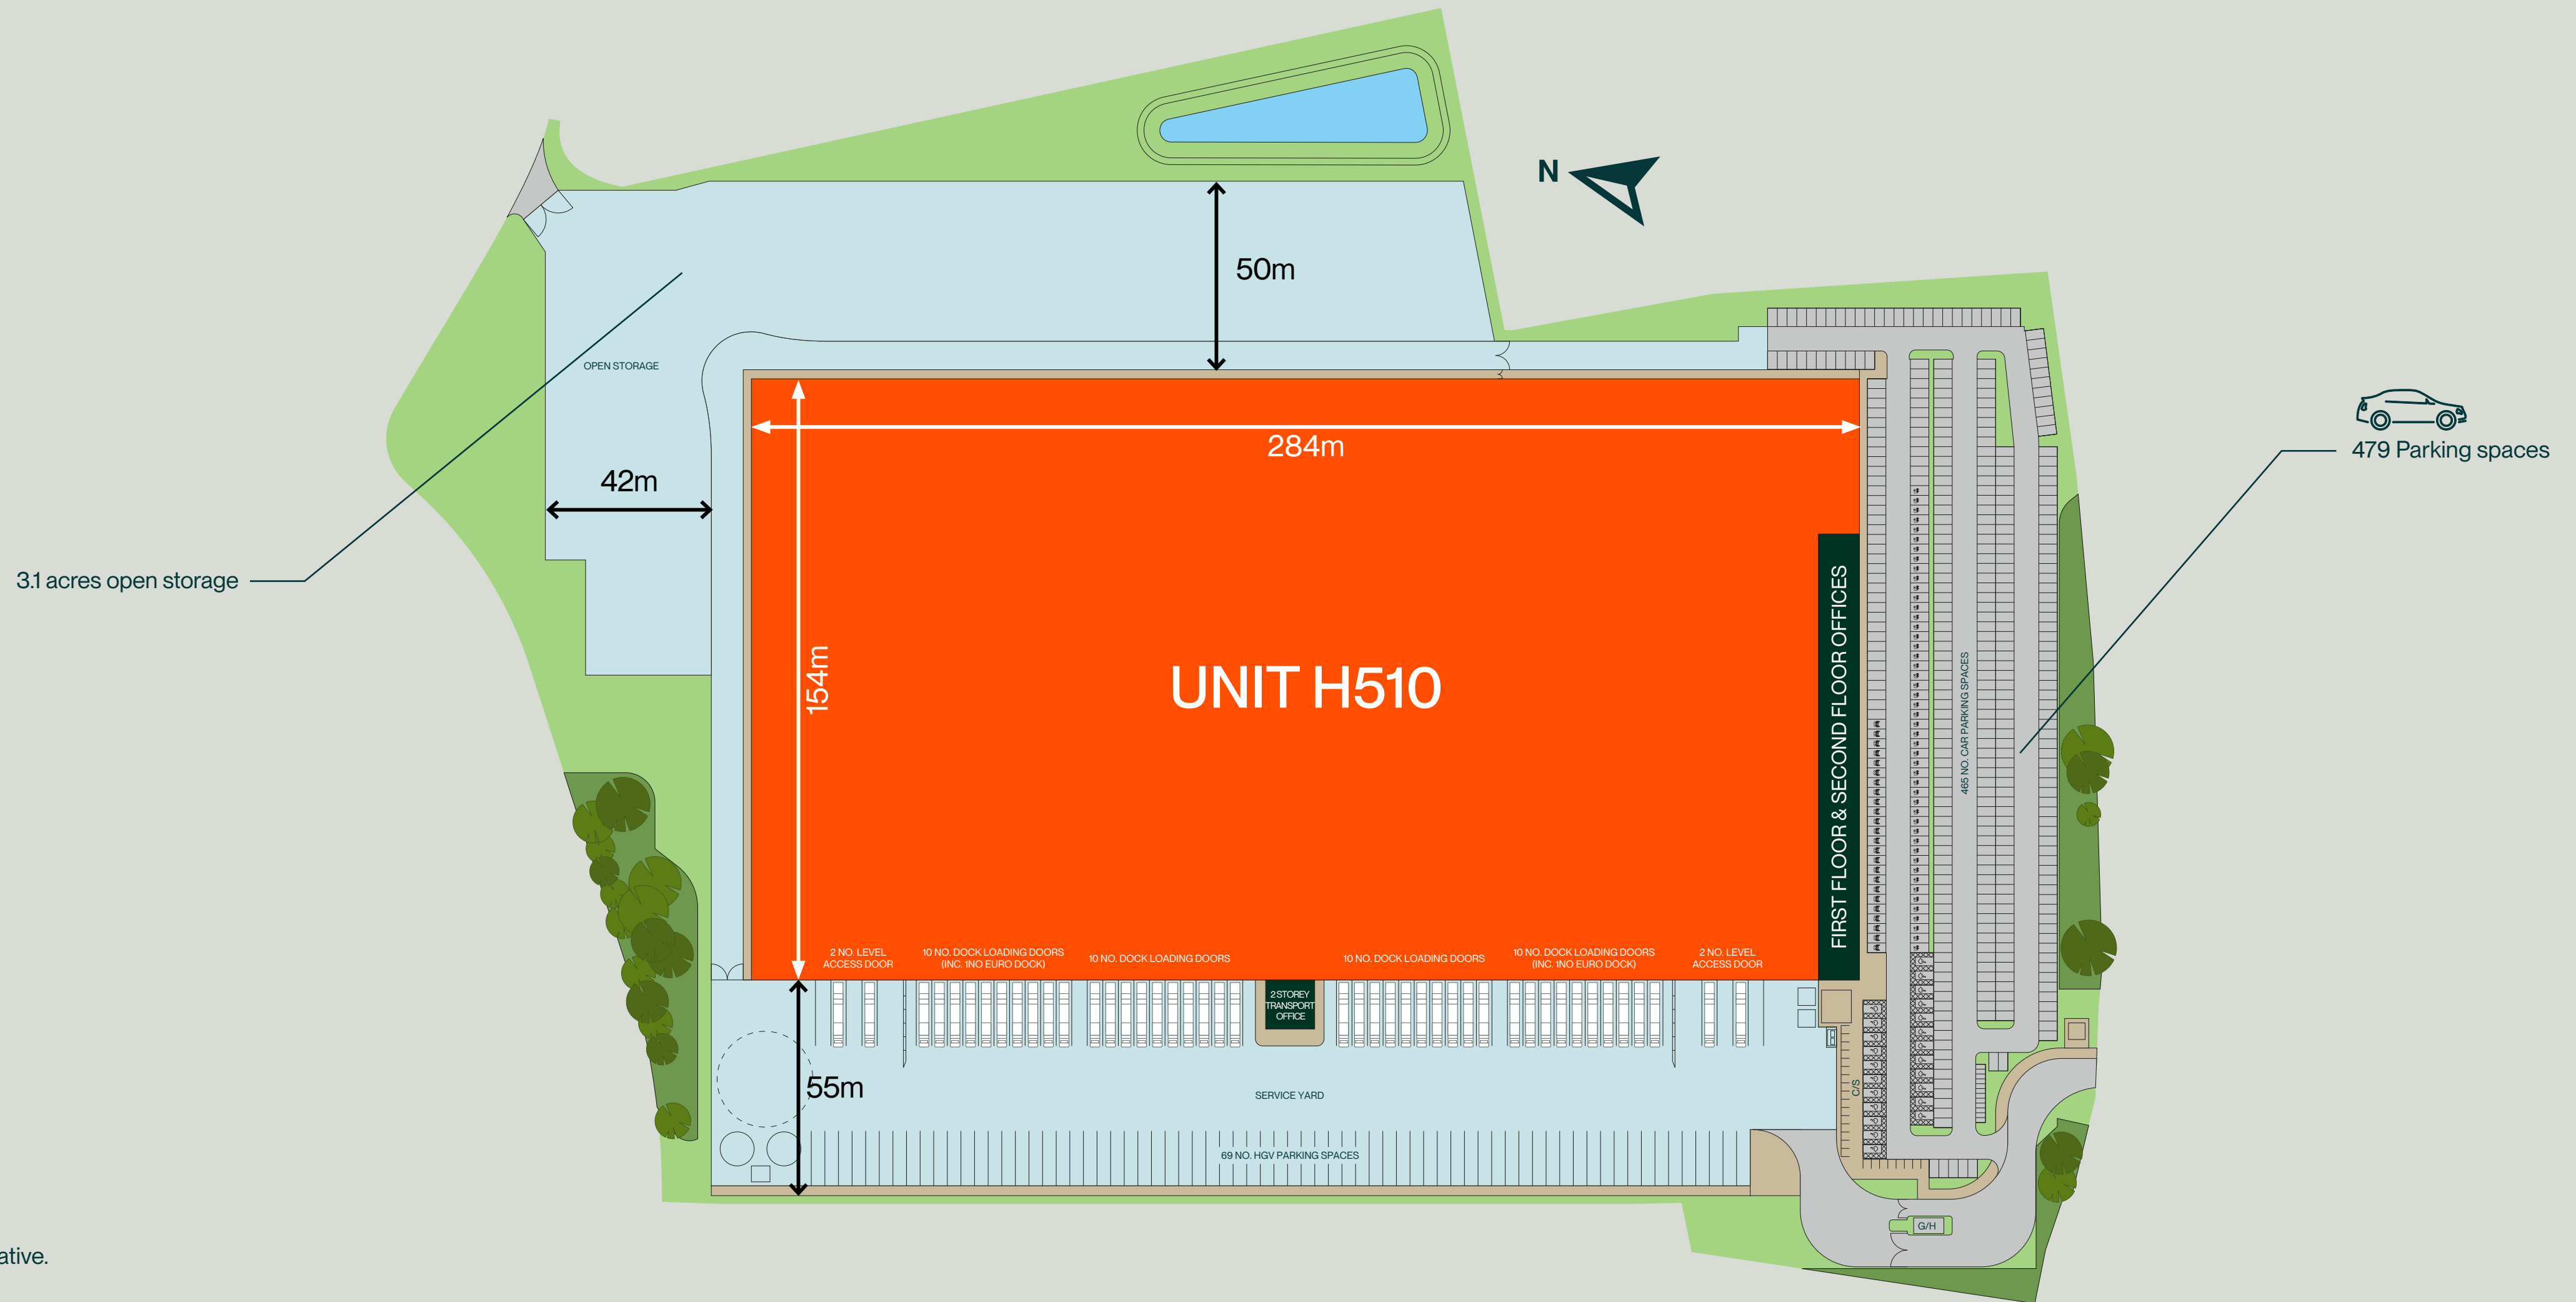 N
50m
OPEN STORAGE
284m
479 Parking spaces
42m
3.1 acres open storage
154m
UNIT H510
FIRST FLOOR & SECOND FLOOR OFFICES
465 NO. CAR PARKING SPACES
2 NO. LEVEL
ACCESS DOOR
10 NO. DOCK LOADING DOORS
(INC. 1NO EURO DOCK)
10 NO. DOCK LOADING DOORS
10 NO. DOCK LOADING DOORS
10 NO. DOCK LOADING DOORS
(INC. 1NO EURO DOCK)
2 NO. LEVEL
ACCESS DOOR
2 STOREY
TRANSPORT
OFFICE
55m
SERVICE YARD
C/S
69 NO. HGV PARKING SPACES
G/H
ative.